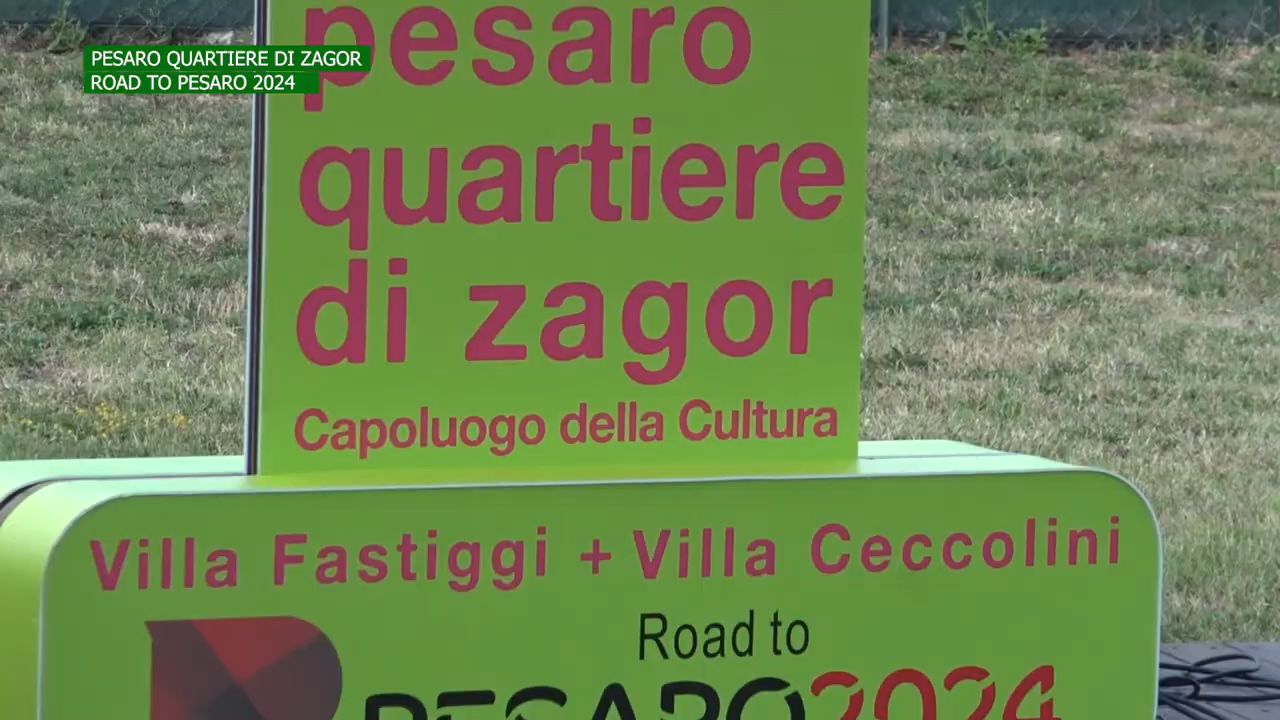 PESARO QUARTIERE DI ZAGOR
ROAD TO PESARO 2024
pesaro
quartiere
di zagor
Capoluogo della Cultura
Villa Fastiggi + Villa Ceccolini
Road to
PESARO2024